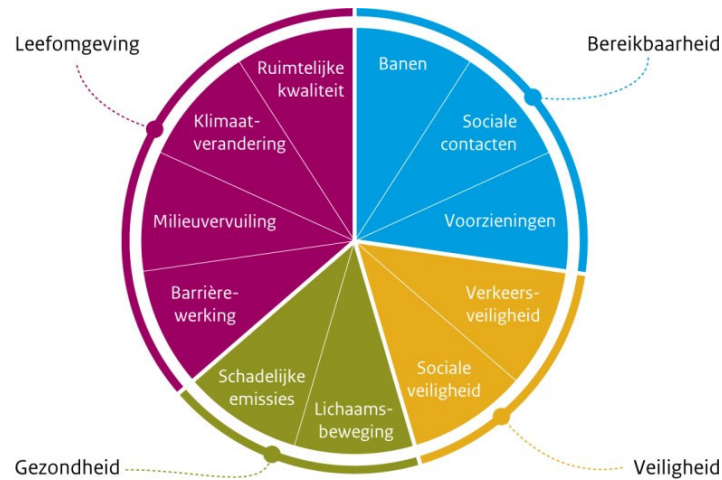 Leefomgeving
Bereikbaarheid
Ruimtelijke
kwaliteit
Banen
Klimaat-
verandering
Sociale
contacten
Milieuvervuiling
Voorzieningen
Barrière-
werking
Verkeers-
veiligheid
Schadelijke
emissies
Lichaams-
beweging
Sociale
veiligheid
Gezondheid
Veiligheid